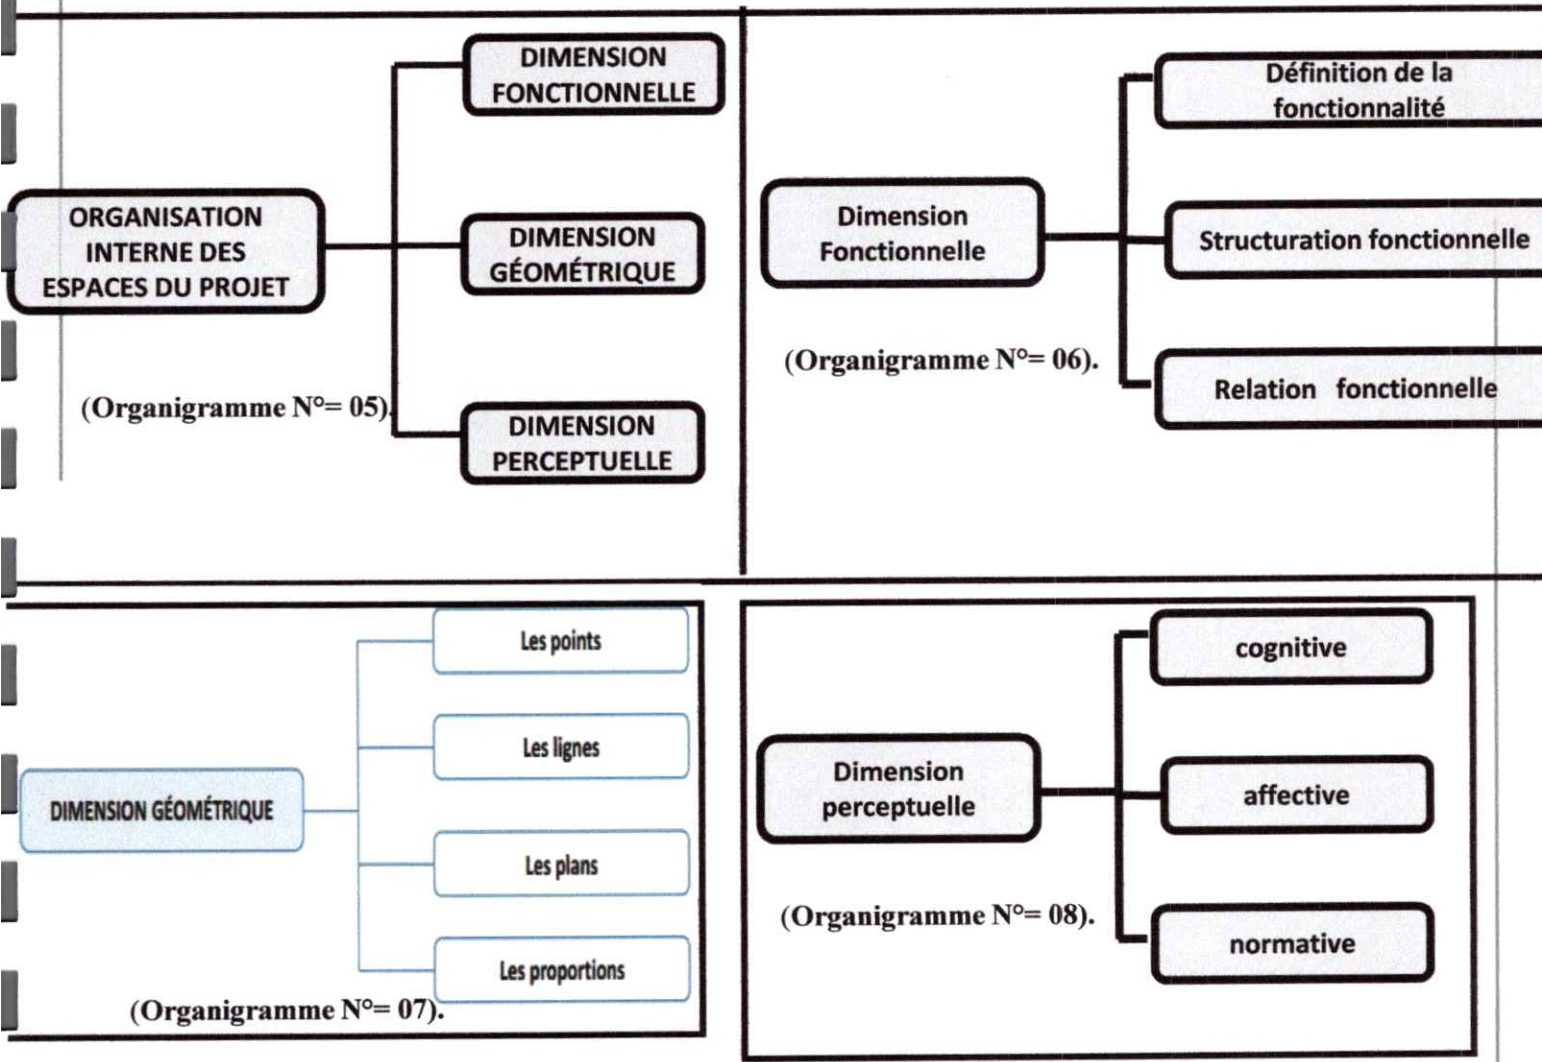 DIMENSION
FONCTIONNELLE
ORGANISATION
INTERNE DES
ESPACES DU PROJET
DIMENSION
GÉOMÉTRIQUE
(Organigramme N°= 05).
DIMENSION
PERCEPTUELLE
Définition de la
fonctionnalité
Dimension
Fonctionnelle
Structuration fonctionnelle
(Organigramme N°= 06).
Relation fonctionnelle
Les points
Les lignes
DIMENSION GÉOMÉTRIQUE
Les plans
Les proportions
(Organigramme N°= 07).
cognitive
Dimension
perceptuelle
affective
(Organigramme N°= 08).
normative